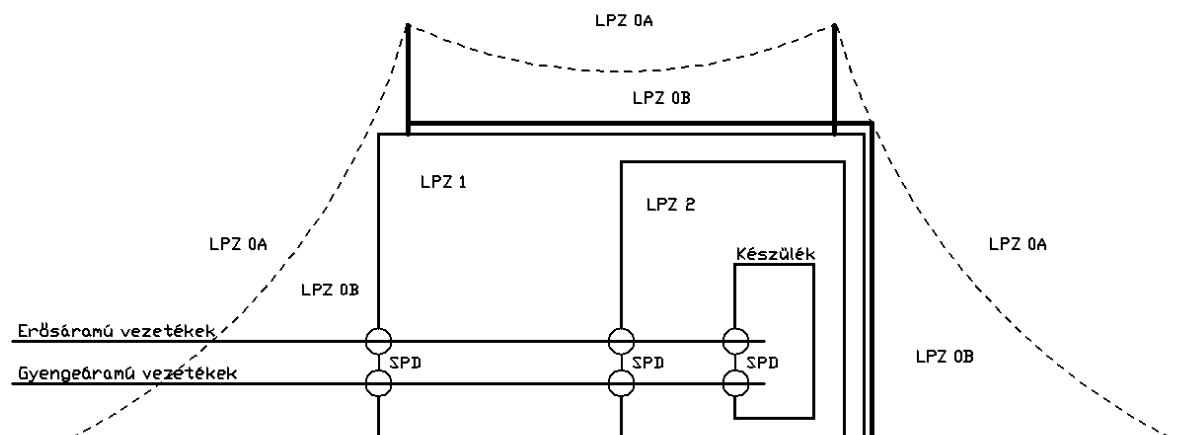 LPZ 0A
LPZ 0B
LPZ 1
LPZ 2
LPZ 0A
LPZ 0A
Készülék
LPZ 0B
Erősáramú vezetékek
LPZ 0B
SPD
SPD
SPD
Gyengeáramú vezetékek